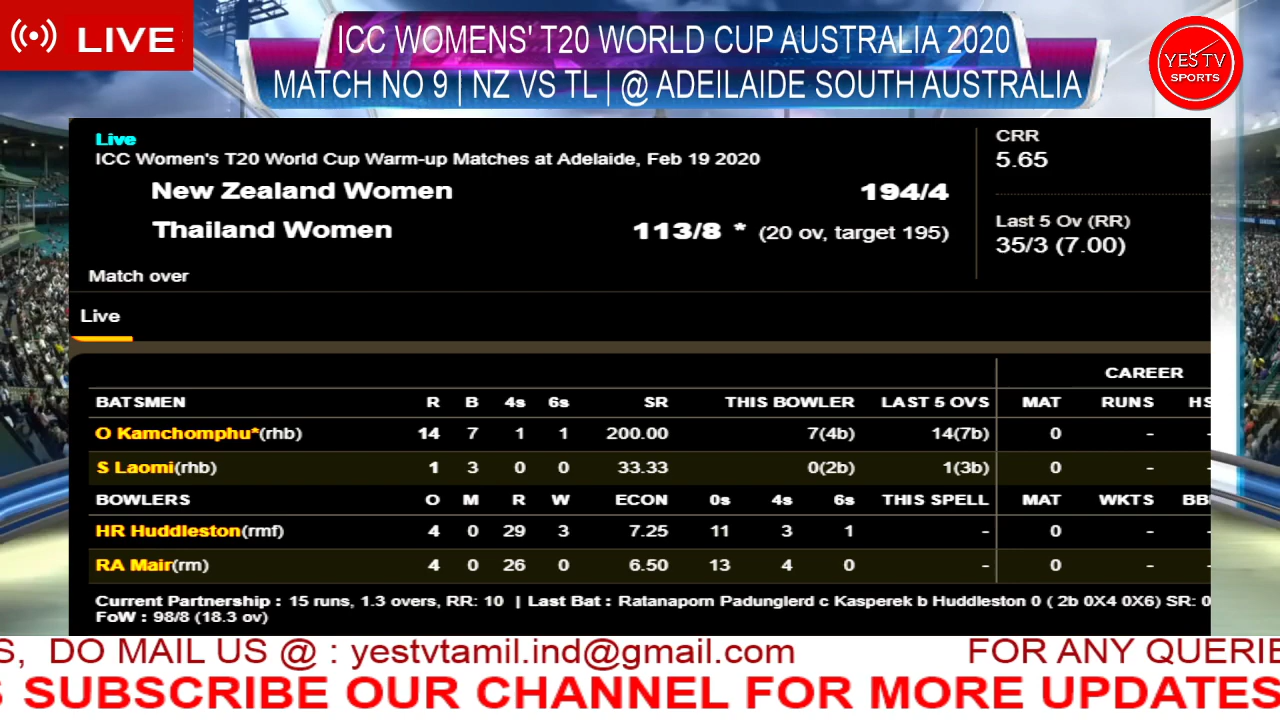 LIVE
ICC WOMENS' T20 WORLD CUP AUSTRALIA 2020
MATCH NO 9 | NZ VS TL | @ ADEILAIDE SOUTH AUSTRALIA
YES TV
SPORTS
Live
ICC Women's T20 World Cup Warm-up Matches at Adelaide, Feb 19 2020
New Zealand Women 194/4
Thailand Women 113/8 * (20 ov, target 195)
Match over
CRR
5.65
Last 5 Ov (RR)
35/3 (7.00)
Live
CAREER
BATSMEN R B 4s 6s SR THIS BOWLER LAST 5 OVS MAT RUNS HS
O Kamchomphu*(rhb) 14 7 1 1 200.00 7(4b) 14(7b) 0 - -
S Laomi(rhb) 1 3 0 0 33.33 0(2b) 1(3b) 0 - -
BOWLERS O M R W ECON 0s 4s 6s THIS SPELL MAT WKTS BB
HR Huddleston(rmf) 4 0 29 3 7.25 11 3 1 - 0 - -
RA Mair(rm) 4 0 26 0 6.50 13 4 0 - 0 - -
Current Partnership : 15 runs, 1.3 overs, RR: 10 | Last Bat : Ratanaporn Padunglerd c Kasperek b Huddleston 0 ( 2b 0X4 0X6) SR: 0
FoW : 98/8 (18.3 ov)
S, DO MAIL US @ : yestvtamil.ind@gmail.com FOR ANY QUERIE
S SUBSCRIBE OUR CHANNEL FOR MORE UPDATES